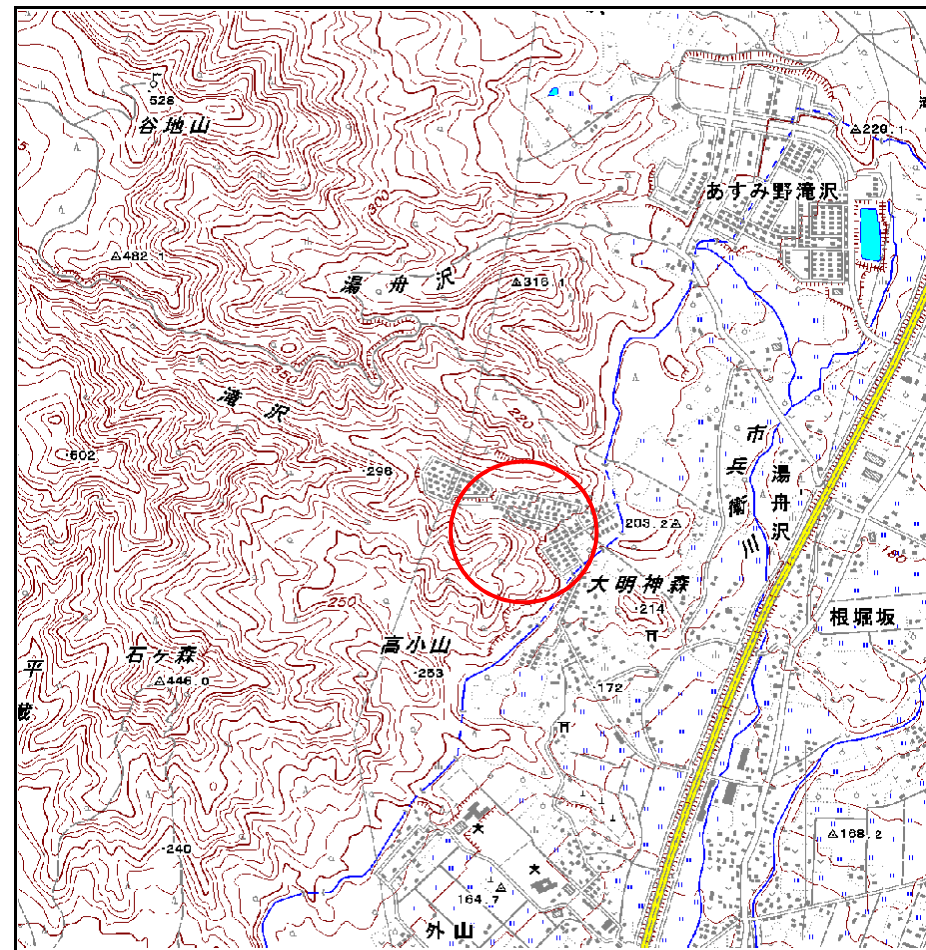 528
谷地山
229.1
あすみ野滝沢
300
482.1
湯舟沢
316.1
350
滝沢
220
市兵衛川
湯舟沢
602
296
203.2
大明神森
214
根堀坂
250
高小山
253
石ヶ森
446.0
平
172
168.2
240
164.7
外山